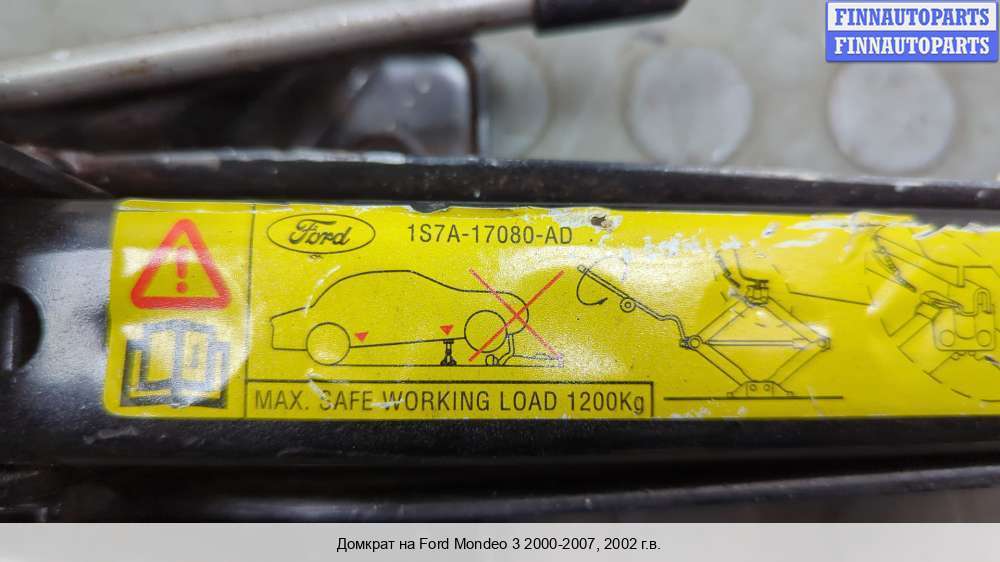 FINNAUTOPARTS
FINNAUTOPARTS
Ford 1S7A-17080-AD
MAX. SAFE WORKING LOAD 1200Kg
Домкрат на Ford Mondeo 3 2000-2007, 2002 г.в.